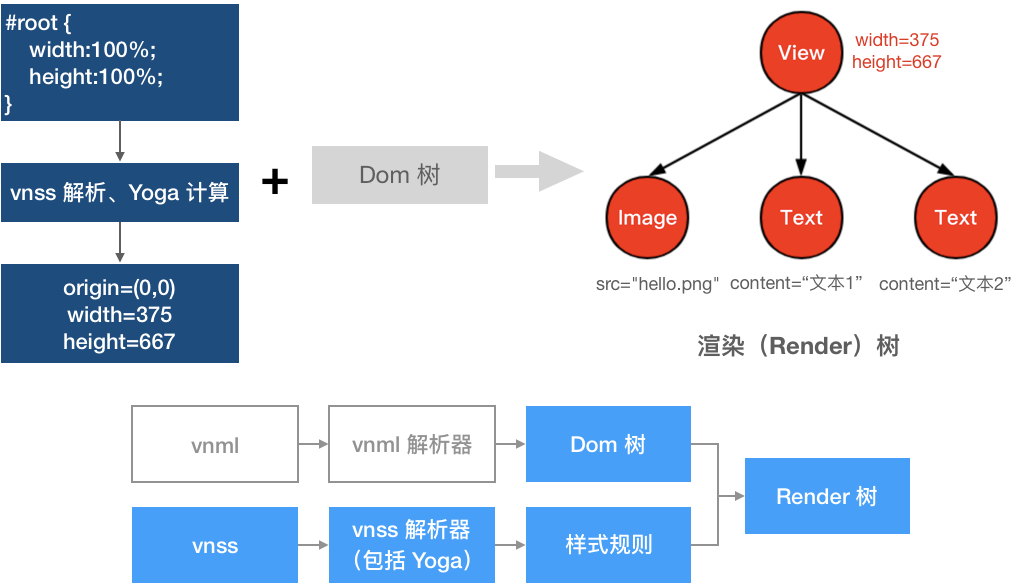 #root {
width:100%;
height:100%;
}
vnss 解析、Yoga 计算
origin=(0,0)
width=375
height=667
+
Dom 树
View
width=375
height=667
Image
Text
Text
src="hello.png"
content=“文本1”
content=“文本2”
渲染（Render）树
vnml
vnml 解析器
Dom 树
Render 树
vnss
vnss 解析器
（包括 Yoga）
样式规则